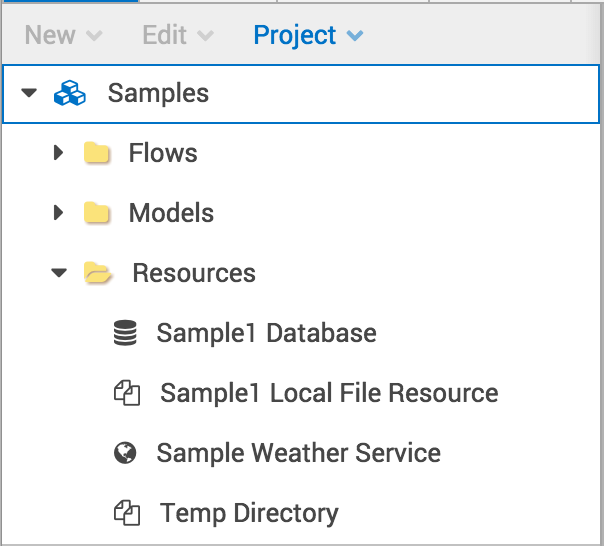 New Edit Project
Samples
Flows
Models
Resources
Sample1 Database
Sample1 Local File Resource
Sample Weather Service
Temp Directory